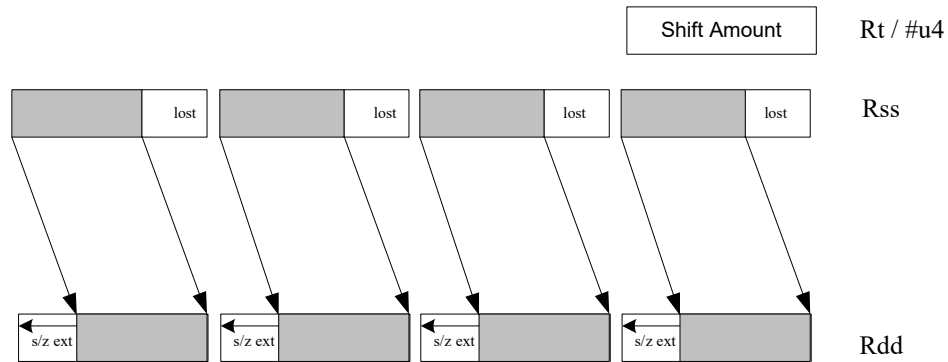 Shift Amount Rt / #u4
lost lost lost lost Rss
s/z ext s/z ext s/z ext s/z ext Rdd